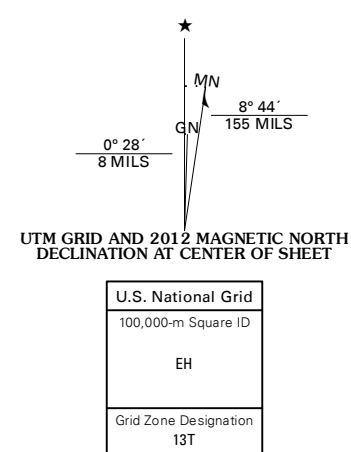 ★
MN
8° 44´
155 MILS
GN
0° 28´
8 MILS
UTM GRID AND 2012 MAGNETIC NORTH
DECLINATION AT CENTER OF SHEET
U.S. National Grid
100,000-m Square ID
EH
Grid Zone Designation
13T